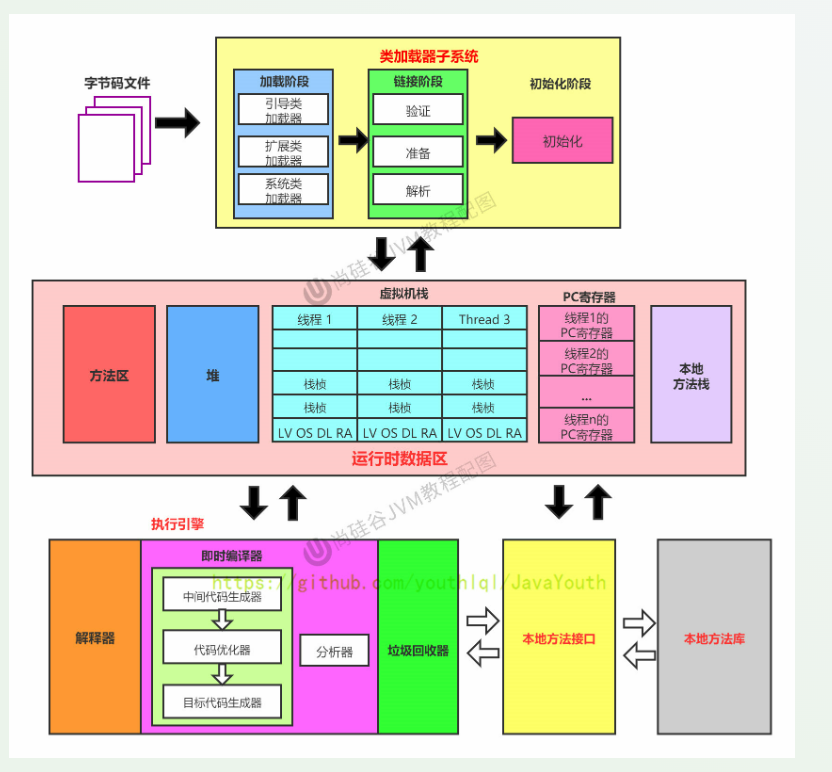 类加载器子系统
字节码文件
加载阶段
引导类
加载器
扩展类
加载器
系统类
加载器
链接阶段
验证
准备
解析
初始化阶段
初始化
尚硅谷JVM教程配图
方法区
堆
虚拟机栈
线程 1
线程 2
Thread 3
栈桢
栈桢
栈桢
栈桢
栈桢
栈桢
LV OS DL RA
LV OS DL RA
LV OS DL RA
PC寄存器
线程1的
PC寄存器
线程2的
PC寄存器
...
线程n的
PC寄存器
本地
方法栈
运行时数据区
尚硅谷JVM教程配图
执行引擎
解释器
即时编译器
https://github.com/youthlql/JavaYouth
中间代码生成器
代码优化器
目标代码生成器
分析器
垃圾回收器
本地方法接口
本地方法库